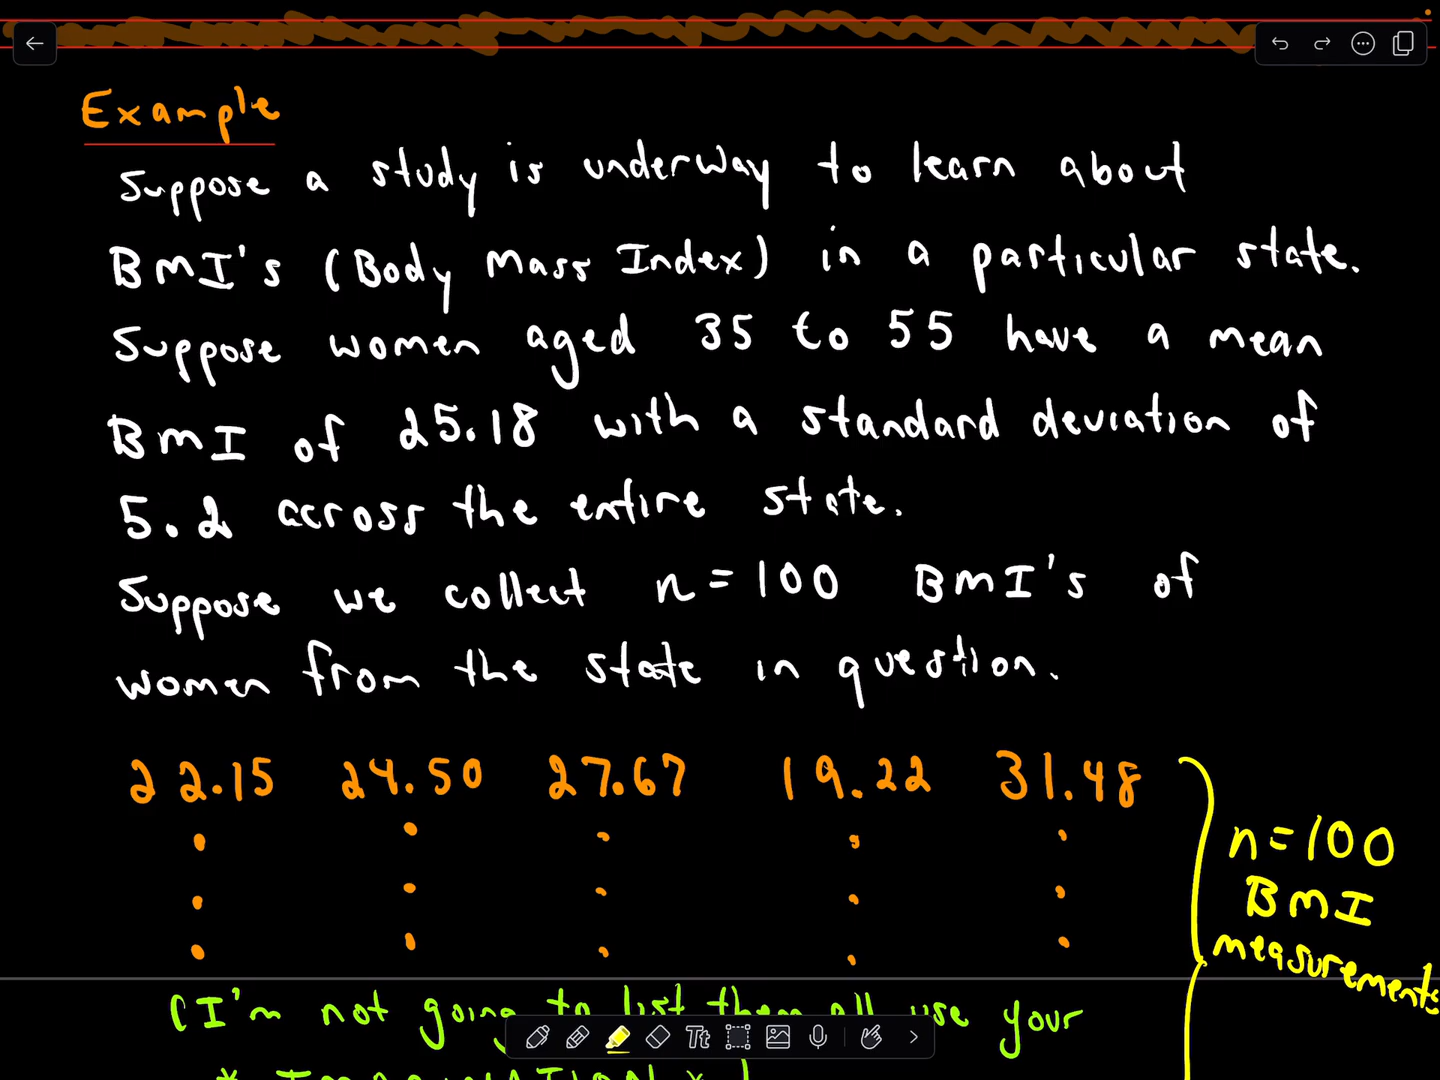 Example
Suppose a study is underway to learn about
BMI's (Body Mass Index) in a particular state.
Suppose women aged 35 to 55 have a mean
BMI of 25.18 with a standard deviation of
5.2 across the entire state.
Suppose we collect n=100 BMI's of
women from the state in question.
22.15 24.50 27.67 19.22 31.48
n=100
BMI
measurements
(I'm not going to list them all use your
Tt
* IMAGINATION *)